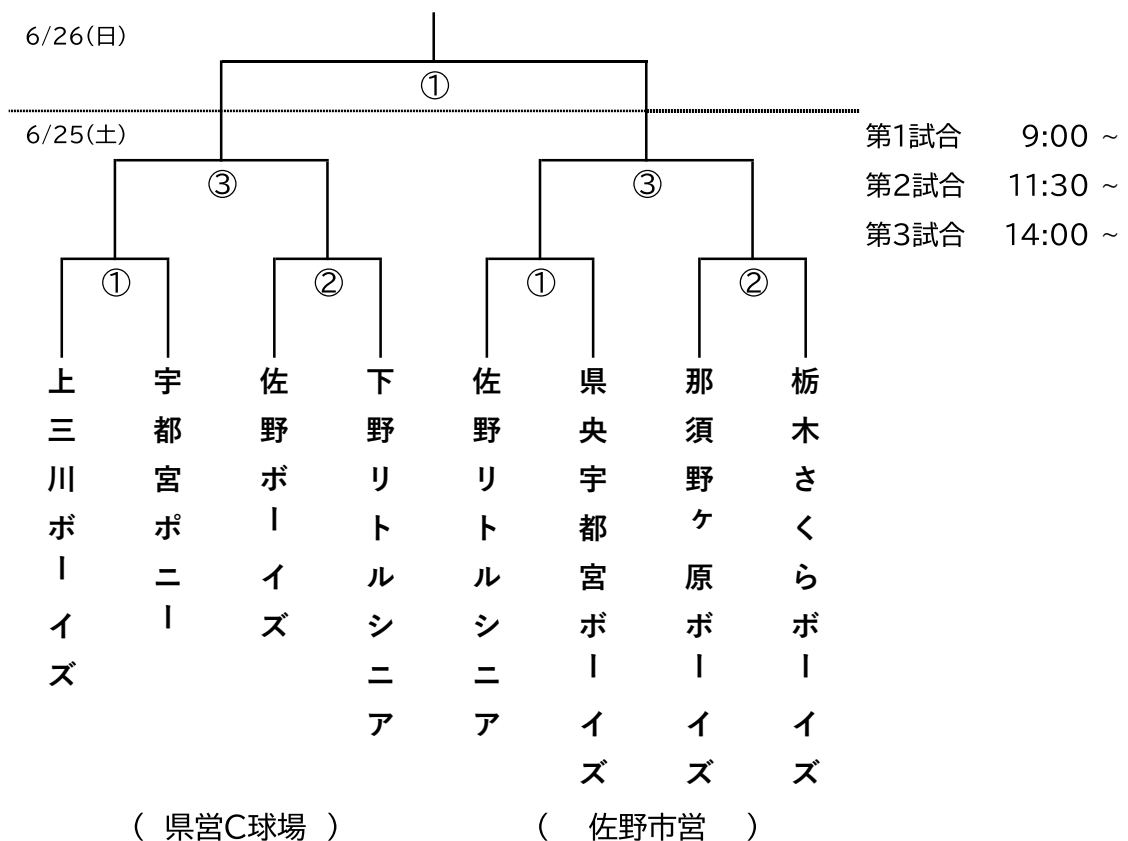 6/26(日)
①
6/25(土)
第1試合 9:00 ~
第2試合 11:30 ~
第3試合 14:00 ~
③ ③
① ② ① ②
上三川ボーイズ
宇都宮ポニー
佐野ボーイズ
下野リトルシニア
佐野リトルシニア
県央宇都宮ボーイズ
那須野ヶ原ボーイズ
栃木さくらボーイズ
( 県営C球場 ) ( 佐野市営 )